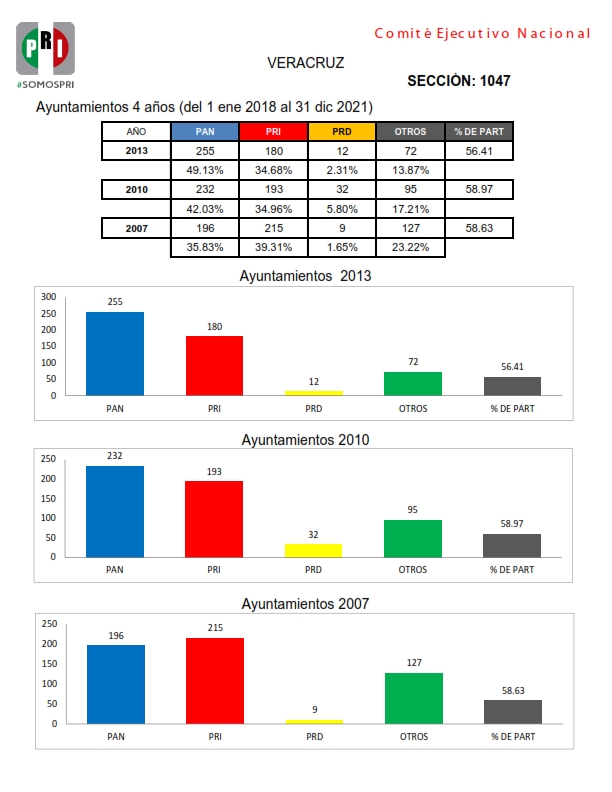 Comité Ejecutivo Nacional
PRI
#SOMOSPRI
VERACRUZ
SECCIÓN: 1047
Ayuntamientos 4 años (del 1 ene 2018 al 31 dic 2021)
AÑO PAN PRI PRD OTROS % DE PART
2013 255 180 12 72 56.41
49.13% 34.68% 2.31% 13.87%
2010 232 193 32 95 58.97
42.03% 34.96% 5.80% 17.21%
2007 196 215 9 127 58.63
35.83% 39.31% 1.65% 23.22%
Ayuntamientos 2013
300
250
200
150
100
50
0
255
180
12
72
56.41
PAN PRI PRD OTROS % DE PART
Ayuntamientos 2010
250
200
150
100
50
0
232
193
32
95
58.97
PAN PRI PRD OTROS % DE PART
Ayuntamientos 2007
250
200
150
100
50
0
196
215
9
127
58.63
PAN PRI PRD OTROS % DE PART